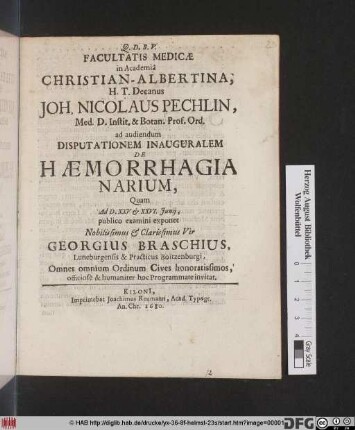 Q. D. B. V.
FACULTATIS MEDICÆ
in Academiâ
CHRISTIAN-ALBERTINA,
H. T. Decanus
JOH. NICOLAUS PECHLIN,
Med. D. Instit. & Botan. Prof. Ord.
ad audiendum
DISPUTATIONEM INAUGURALEM
DE
HÆMORRHAGIA
NARIUM,
Quam
Ad D. XXV & XXVI. Junij,
publico examini exponet
Nobilissimus & Clarissimus Vir
GEORGIUS BRASCHIUS,
Luneburgensis & Practicus Boitzenburgi,
Omnes omnium Ordinum Cives honoratissimos,
officiosè & humaniter hoc Programmate invitat.
KILONI,
Imprimebat Joachimus Reumann, Acad. Typogr.
An. Chr. 1680.
Herzog August Bibliothek
Wolfenbüttel
Grey Scale
© HAB http://diglib.hab.de/drucke/yx-36-8f-helmst-23s/start.htm?image=00001
DFG